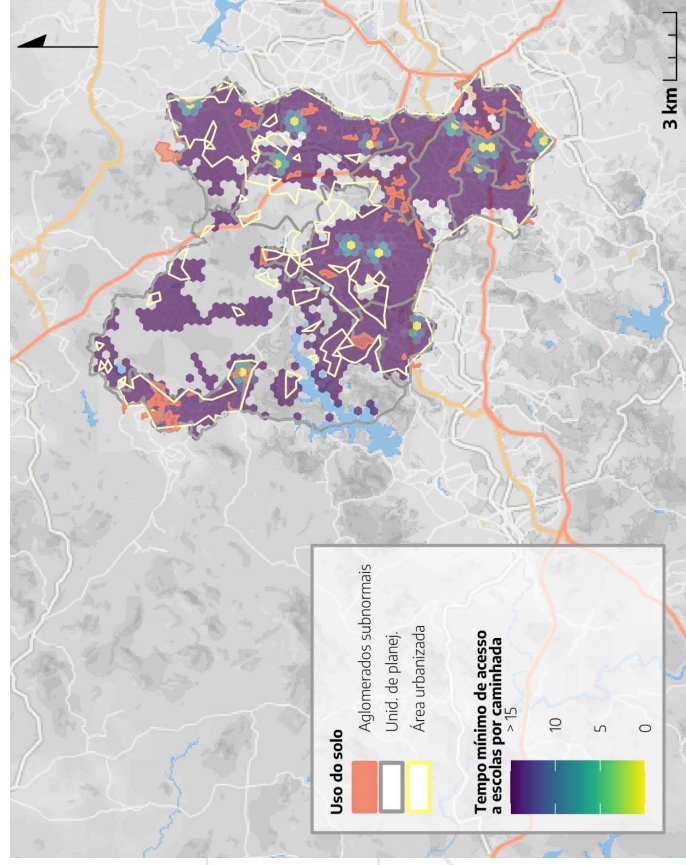 Uso do solo
Aglomerados subnormais
Unid. de planej.
Área urbanizada
Tempo mínimo de acesso
a escolas por caminhada
> 15
10
5
0
3 km